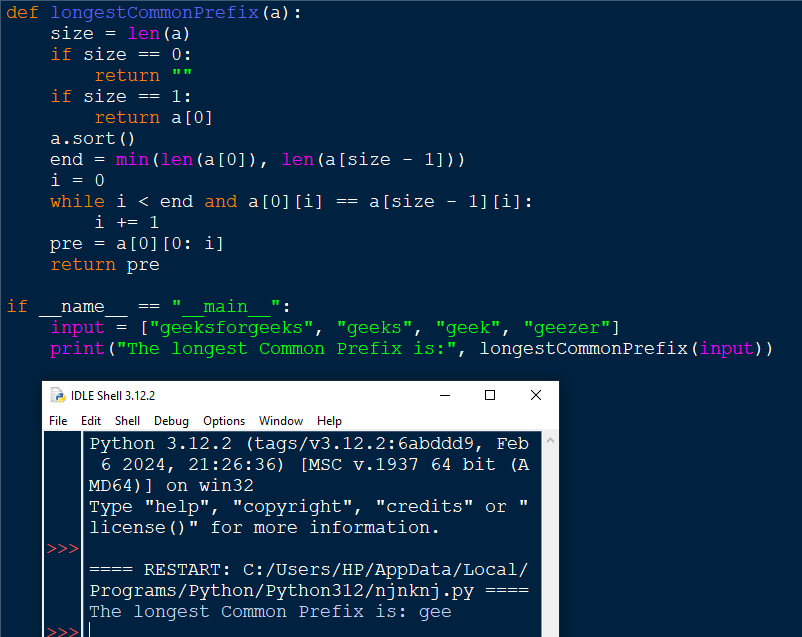 def longestCommonPrefix(a):
    size = len(a)
    if size == 0:
        return ""
    if size == 1:
        return a[0]
    a.sort()
    end = min(len(a[0]), len(a[size - 1]))
    i = 0
    while i < end and a[0][i] == a[size - 1][i]:
        i += 1
    pre = a[0][0: i]
    return pre

if __name__ == "__main__":
    input = ["geeksforgeeks", "geeks", "geek", "geezer"]
    print("The longest Common Prefix is:", longestCommonPrefix(input))
IDLE Shell 3.12.2
File Edit Shell Debug Options Window Help
Python 3.12.2 (tags/v3.12.2:6abddd9, Feb
 6 2024, 21:26:36) [MSC v.1937 64 bit (A
MD64)] on win32
Type "help", "copyright", "credits" or "
license()" for more information.
>>>
==== RESTART: C:/Users/HP/AppData/Local/
Programs/Python/Python312/njnknj.py ====
The longest Common Prefix is: gee
>>>